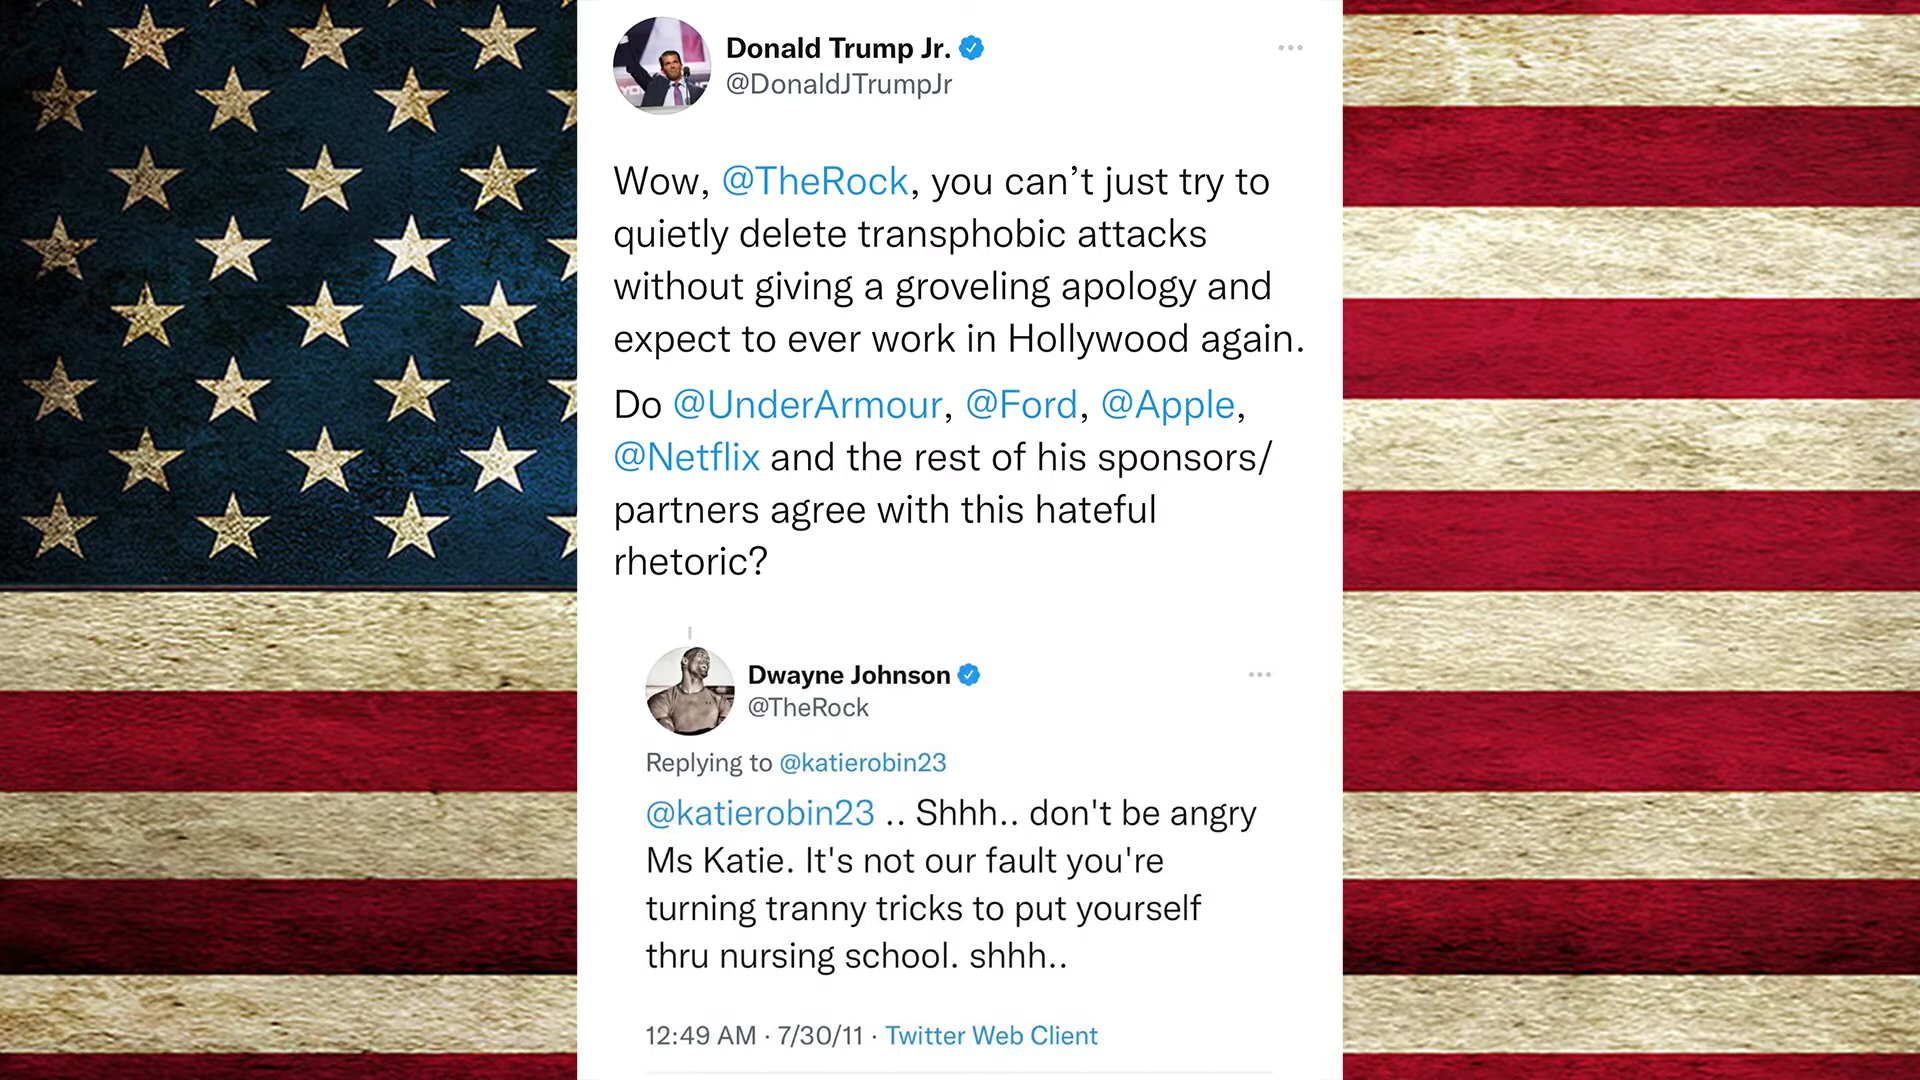 Donald Trump Jr.
@DonaldJTrumpJr
Wow, @TheRock, you can’t just try to
quietly delete transphobic attacks
without giving a groveling apology and
expect to ever work in Hollywood again.
Do @UnderArmour, @Ford, @Apple,
@Netflix and the rest of his sponsors/
partners agree with this hateful
rhetoric?
Dwayne Johnson
@TheRock
Replying to @katierobin23
@katierobin23 .. Shhh.. don't be angry
Ms Katie. It's not our fault you're
turning tranny tricks to put yourself
thru nursing school. shhh..
12:49 AM · 7/30/11 · Twitter Web Client